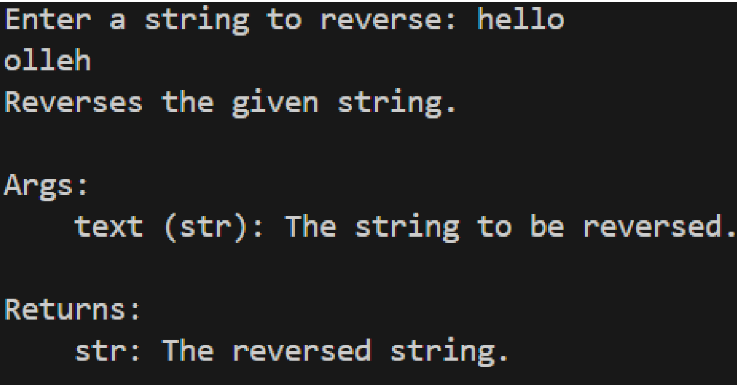 Enter a string to reverse: hello
olleh
Reverses the given string.

Args:
    text (str): The string to be reversed.

Returns:
    str: The reversed string.